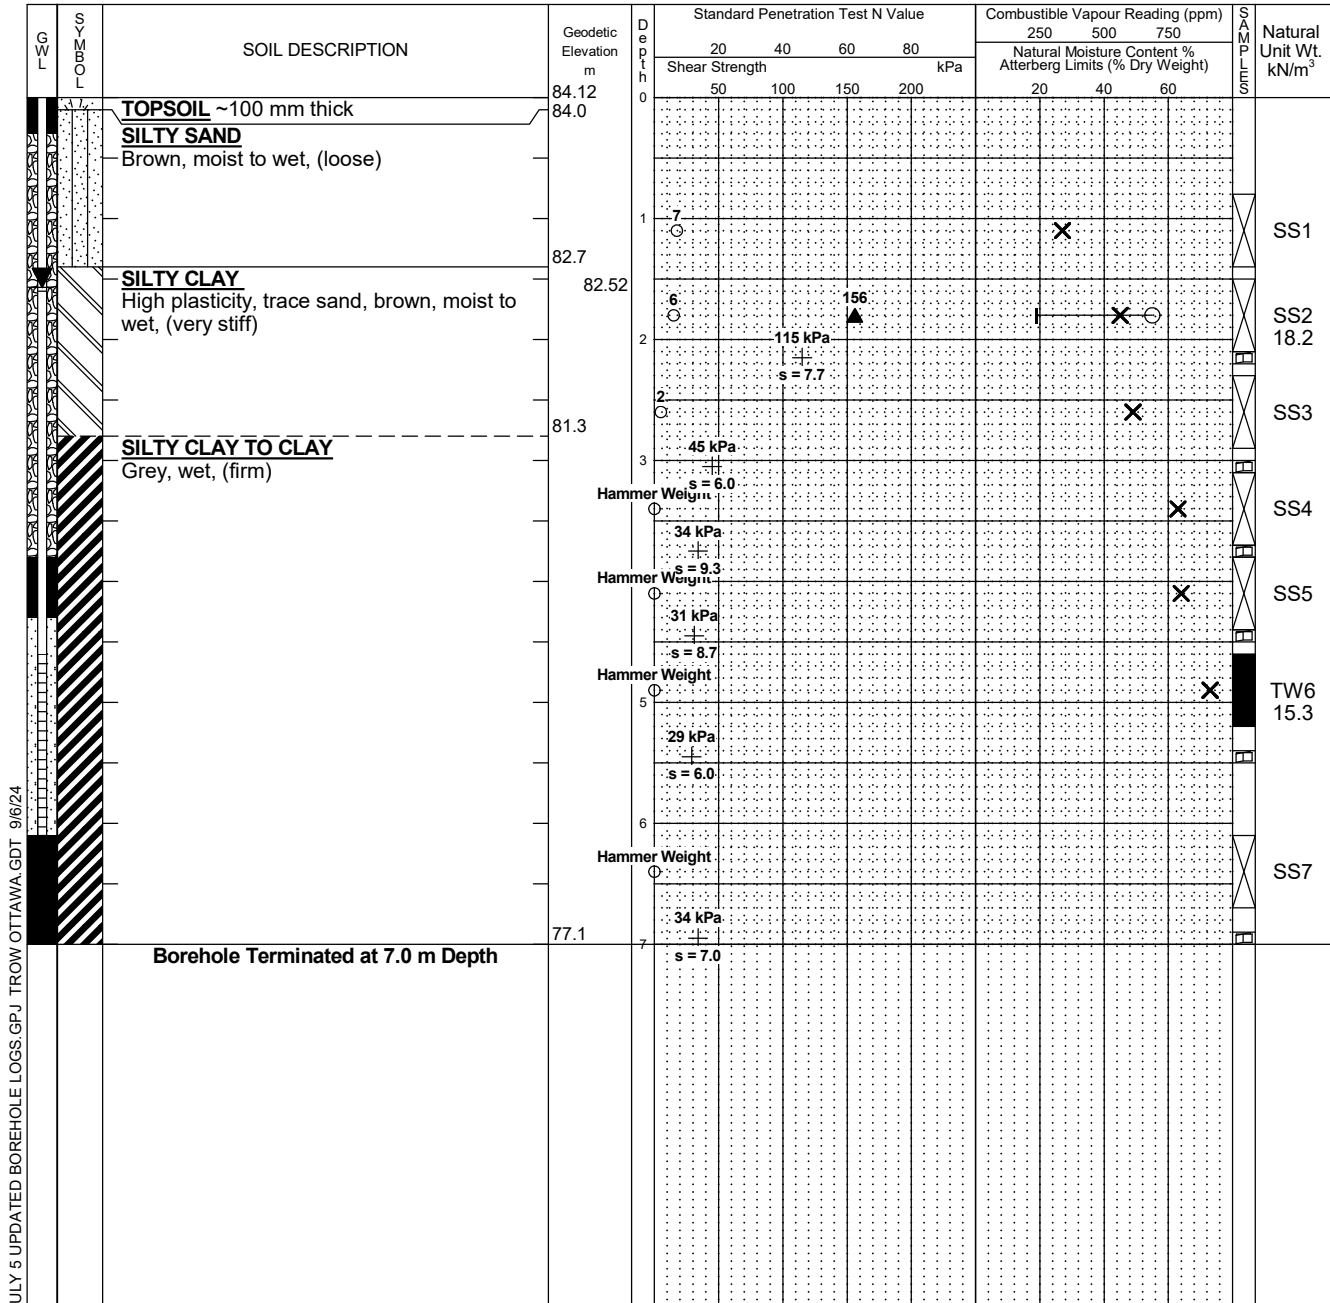 GWL
SYMBOL
SOIL DESCRIPTION
Geodetic
Elevation
m
84.12
Depth
Standard Penetration Test N Value
20 40 60 80
Shear Strength kPa
50 100 150 200
Combustible Vapour Reading (ppm)
250 500 750
Natural Moisture Content %
Atterberg Limits (% Dry Weight)
20 40 60
SAMPLES
Natural
Unit Wt.
kN/m³
0
TOPSOIL ~100 mm thick
84.0
SILTY SAND
Brown, moist to wet, (loose)
1
7
SS1
82.7
SILTY CLAY
High plasticity, trace sand, brown, moist to
wet, (very stiff)
82.52
6
156
SS2
18.2
2
115 kPa
s = 7.7
2
SS3
81.3
SILTY CLAY TO CLAY
Grey, wet, (firm)
3
45 kPa
s = 6.0
Hammer Weight
SS4
34 kPa
s = 9.3
Hammer Weight
SS5
31 kPa
s = 8.7
Hammer Weight
TW6
15.3
5
29 kPa
s = 6.0
6
Hammer Weight
SS7
34 kPa
s = 7.0
77.1
7
Borehole Terminated at 7.0 m Depth
ULY 5 UPDATED BOREHOLE LOGS.GPJ TROW OTTAWA.GDT 9/6/24